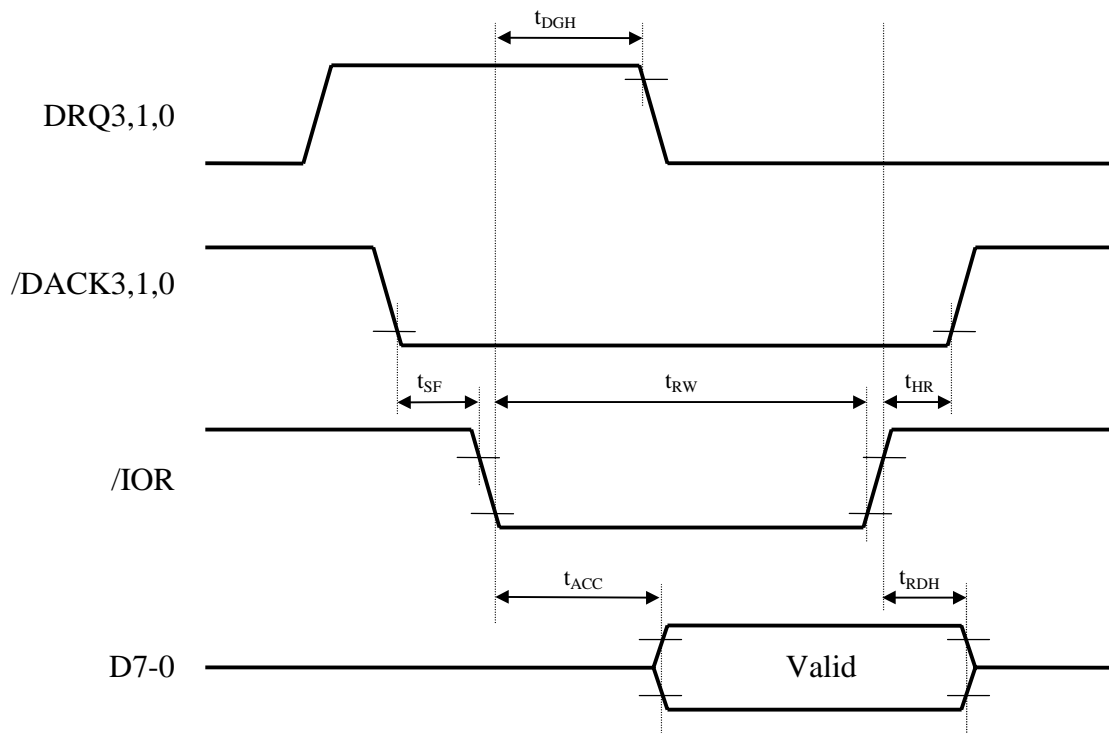 tDGH
DRQ3,1,0
/DACK3,1,0
tSF
tRW
tHR
/IOR
tACC
tRDH
D7-0
Valid